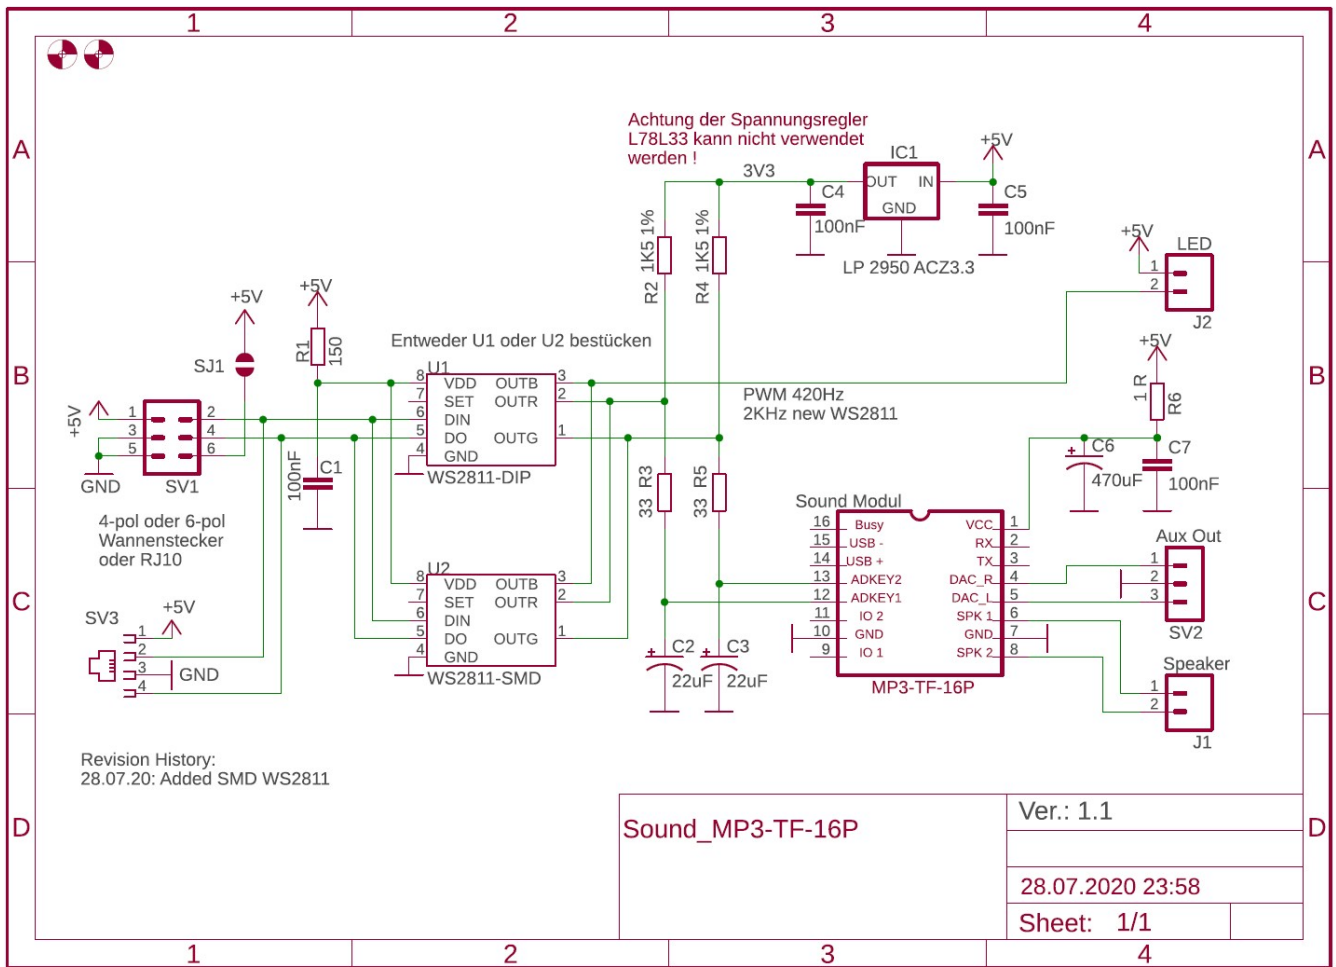 1 2 3 4
A A
Achtung der Spannungsregler
L78L33 kann nicht verwendet
werden !
3V3
IC1
OUT IN
GND
LP 2950 ACZ3.3
+5V
C4
100nF
C5
100nF
1K5 1%
R2
1K5 1%
R4
+5V
LED
1
2
J2
B B
+5V
SJ1
+5V
R1
150
Entweder U1 oder U2 bestücken
U1
8 VDD OUTB 3
7 SET OUTR 2
6 DIN
5 DO OUTG 1
4 GND
WS2811-DIP
PWM 420Hz
2KHz new WS2811
+5V
1 R
R6
C6
470uF
C7
100nF
+5V
1 2
3 4
5 6
GND
SV1
100nF
C1
33 R3
33 R5
4-pol oder 6-pol
Wannenstecker
oder RJ10
Sound Modul
16 Busy VCC 1
15 USB - RX 2
14 USB + TX 3
13 ADKEY2 DAC_R 4
12 ADKEY1 DAC_L 5
11 IO 2 SPK 1 6
10 GND GND 7
9 IO 1 SPK 2 8
MP3-TF-16P
Aux Out
1
2
3
SV2
C C
U2
8 VDD OUTB 3
7 SET OUTR 2
6 DIN
5 DO OUTG 1
4 GND
WS2811-SMD
SV3
+5V
1
2
3
4
GND
C2
22uF
C3
22uF
Speaker
1
2
J1
Revision History:
28.07.20: Added SMD WS2811
D D
Sound_MP3-TF-16P
Ver.: 1.1
28.07.2020 23:58
Sheet: 1/1
1 2 3 4